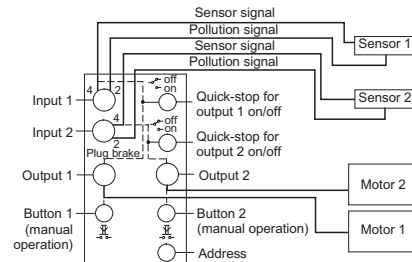 Sensor signal
Pollution signal
Sensor signal
Pollution signal
Sensor 1
Sensor 2
4
2
off
on
Input 1
Quick-stop for
output 1 on/off
4
off
on
Input 2
2
Plug brake
Quick-stop for
output 2 on/off
Output 1
Output 2
Motor 2
Button 1
(manual
operation)
Button 2
(manual operation)
Motor 1
Address